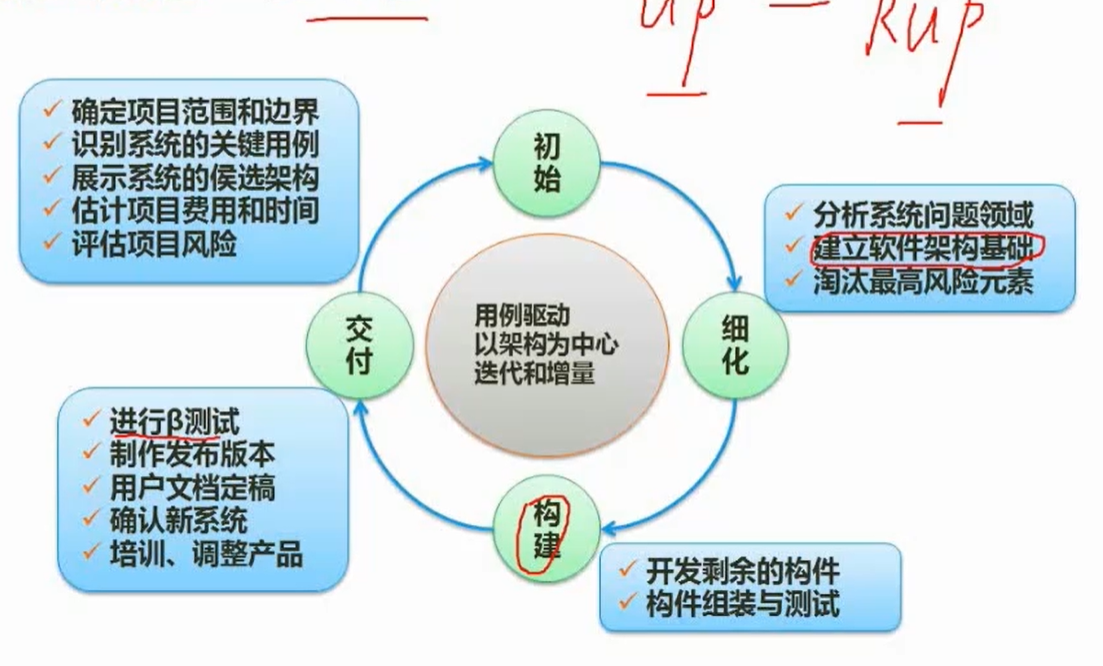 up
RUP
确定项目范围和边界
识别系统的关键用例
展示系统的侯选架构
估计项目费用和时间
评估项目风险
初
始
分析系统问题领域
建立软件架构基础
淘汰最高风险元素
用例驱动
以架构为中心
迭代和增量
交
付
细
化
进行β测试
制作发布版本
用户文档定稿
确认新系统
培训、调整产品
构
建
开发剩余的构件
构件组装与测试